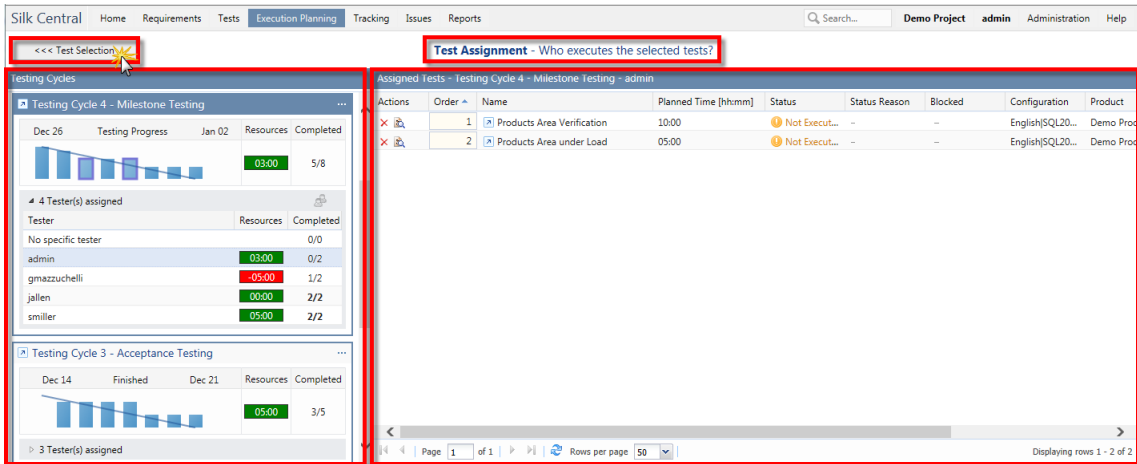 Silk Central Home Requirements Tests Execution Planning Tracking Issues Reports Search... Demo Project admin Administration Help
<<< Test Selection
Test Assignment - Who executes the selected tests?
Testing Cycles
Testing Cycle 4 - Milestone Testing ...
Dec 26 Testing Progress Jan 02 Resources Completed
03:00 5/8
4 Tester(s) assigned
Tester Resources Completed
No specific tester 0/0
admin 03:00 0/2
gmazzuchelli -05:00 1/2
jallen 00:00 2/2
smiller 05:00 2/2
Testing Cycle 3 - Acceptance Testing ...
Dec 14 Finished Dec 21 Resources Completed
05:00 3/5
3 Tester(s) assigned
Assigned Tests - Testing Cycle 4 - Milestone Testing - admin
Actions Order Name Planned Time [hh:mm] Status Status Reason Blocked Configuration Product
1 Products Area Verification 10:00 Not Execut... – – English|SQL20... Demo Prod
2 Products Area under Load 05:00 Not Execut... – – English|SQL20... Demo Prod
Page 1 of 1 Rows per page 50 Displaying rows 1 - 2 of 2